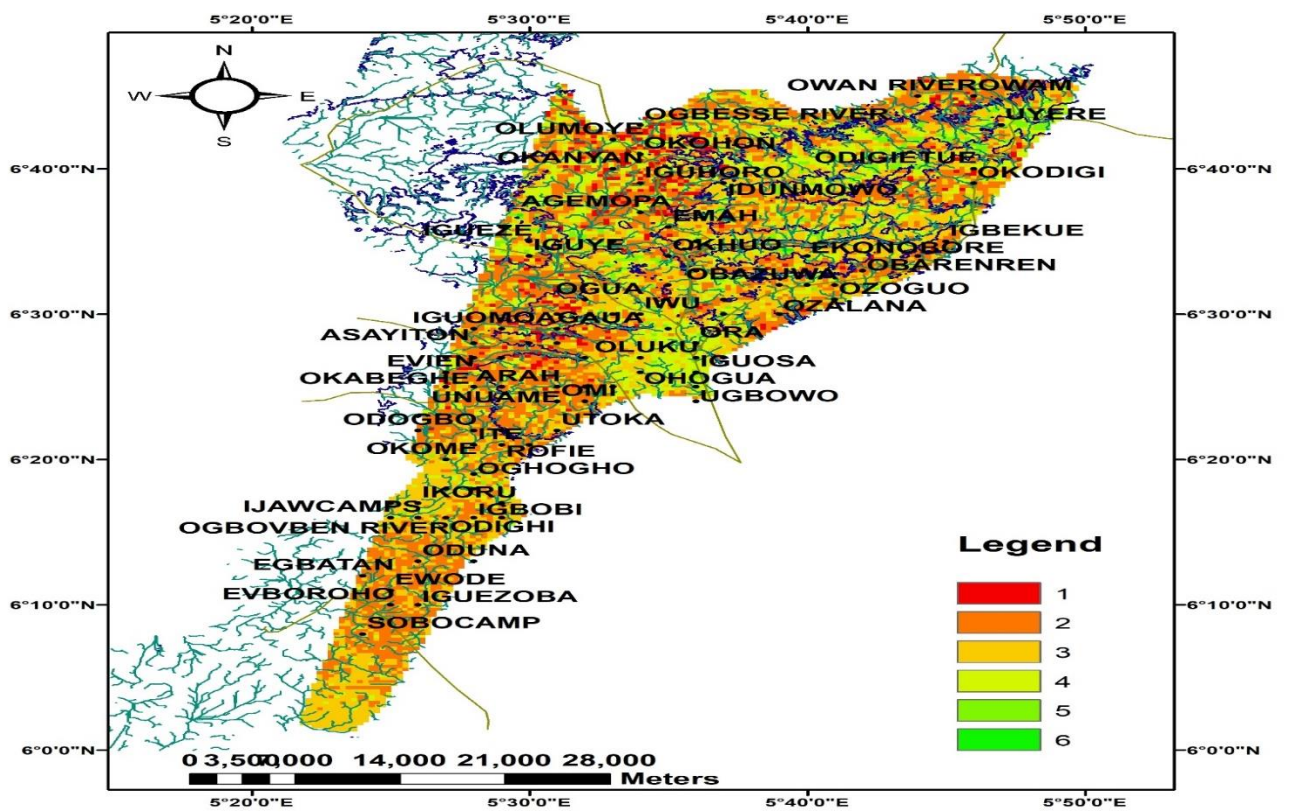 5°20'0"E 5°30'0"E 5°40'0"E 5°50'0"E
N
W E
S
OWAN RIVEROWAM
OGBESSE RIVER UYERE
OLUMOYE
OKOHON
6°40'0"N OKANYAN ODIGIETUE 6°40'0"N
IGUHORO OKODIGI
IDUNMOWO
AGEMOPA
EMAH
IGUEZE IGBEKUE
IGUYE OKHUO EKONOBORE
OBAZUWA OBARENREN
OGUA OZOGUO
IWU OZALANA
6°30'0"N IGUOMOAGAUA 6°30'0"N
ASAYITON ORA
OLUKU
EVIEN IGUOSA
OKABEGHE ARAH OHOGUA
UNUAME OMI UGBOWO
ODOGBO UTOKA
ITE
OKOME ROFIE
6°20'0"N OGHOGHO 6°20'0"N
IKORU
IJAWCAMPS IGBOBI
OGBOVBEN RIVERODIGHI
ODUNA
EGBATAN
EWODE
EVBOROHO IGUEZOBA
6°10'0"N 6°10'0"N
SOBOCAMP
Legend
1
2
3
4
5
6
6°0'0"N 6°0'0"N
0 3,500 7,000 14,000 21,000 28,000
Meters
5°20'0"E 5°30'0"E 5°40'0"E 5°50'0"E